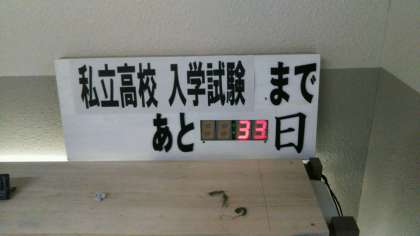 私立高校 入学試験 まで
あと 33 日